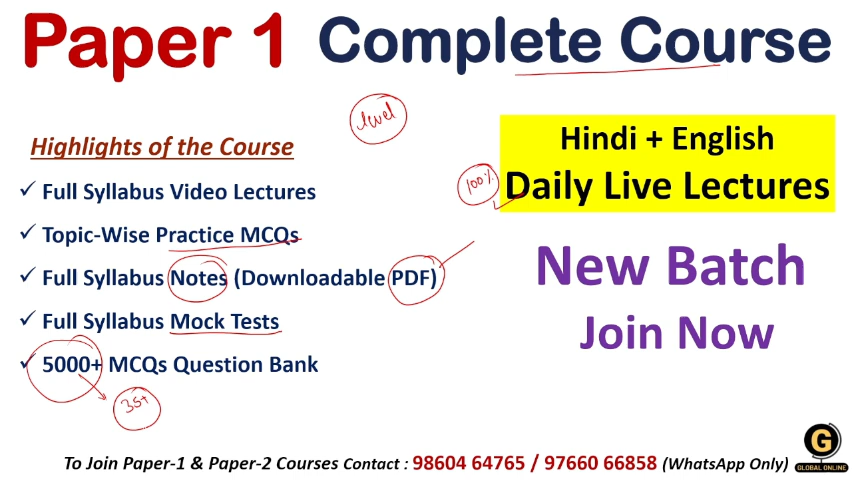 Paper 1 Complete Course
level
Highlights of the Course
✓ Full Syllabus Video Lectures
✓ Topic-Wise Practice MCQs
✓ Full Syllabus Notes (Downloadable PDF)
✓ Full Syllabus Mock Tests
✓ 5000+ MCQs Question Bank
35+
Hindi + English
100%
Daily Live Lectures
New Batch
Join Now
To Join Paper-1 & Paper-2 Courses Contact : 98604 64765 / 97660 66858 (WhatsApp Only)
G
GLOBAL ONLINE